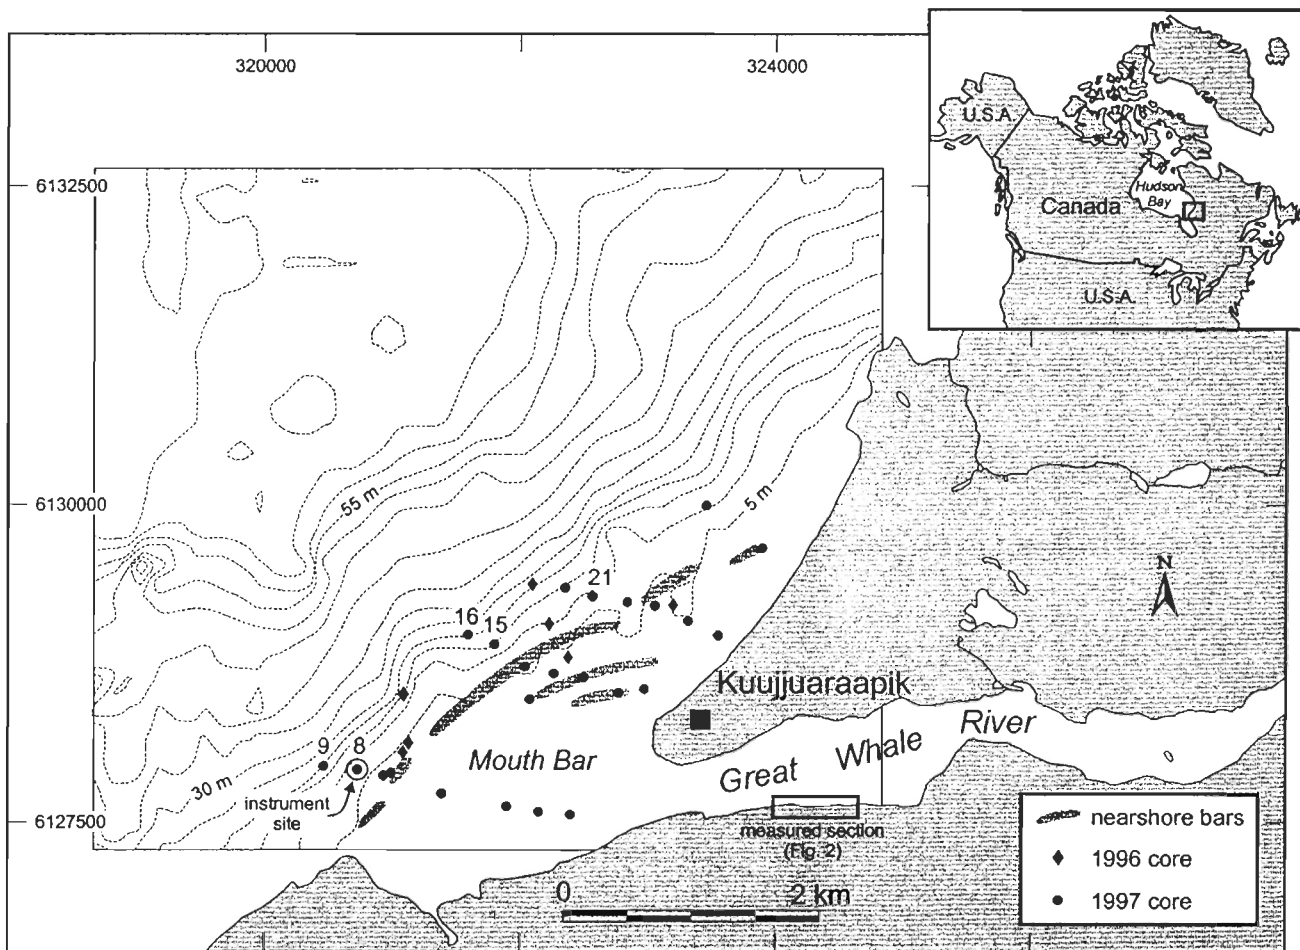 320000
324000
U.S.A.
6132500
Hudson
Bay
Canada
U.S.A.
55 m
6130000
5 m
N
21
16
15
Kuujjuaraapik
River
Whale
Great
9
8
Mouth Bar
30 m
instrument
site
6127500
measured section
(Fig. 2)
nearshore bars
1996 core
1997 core
0
2 km